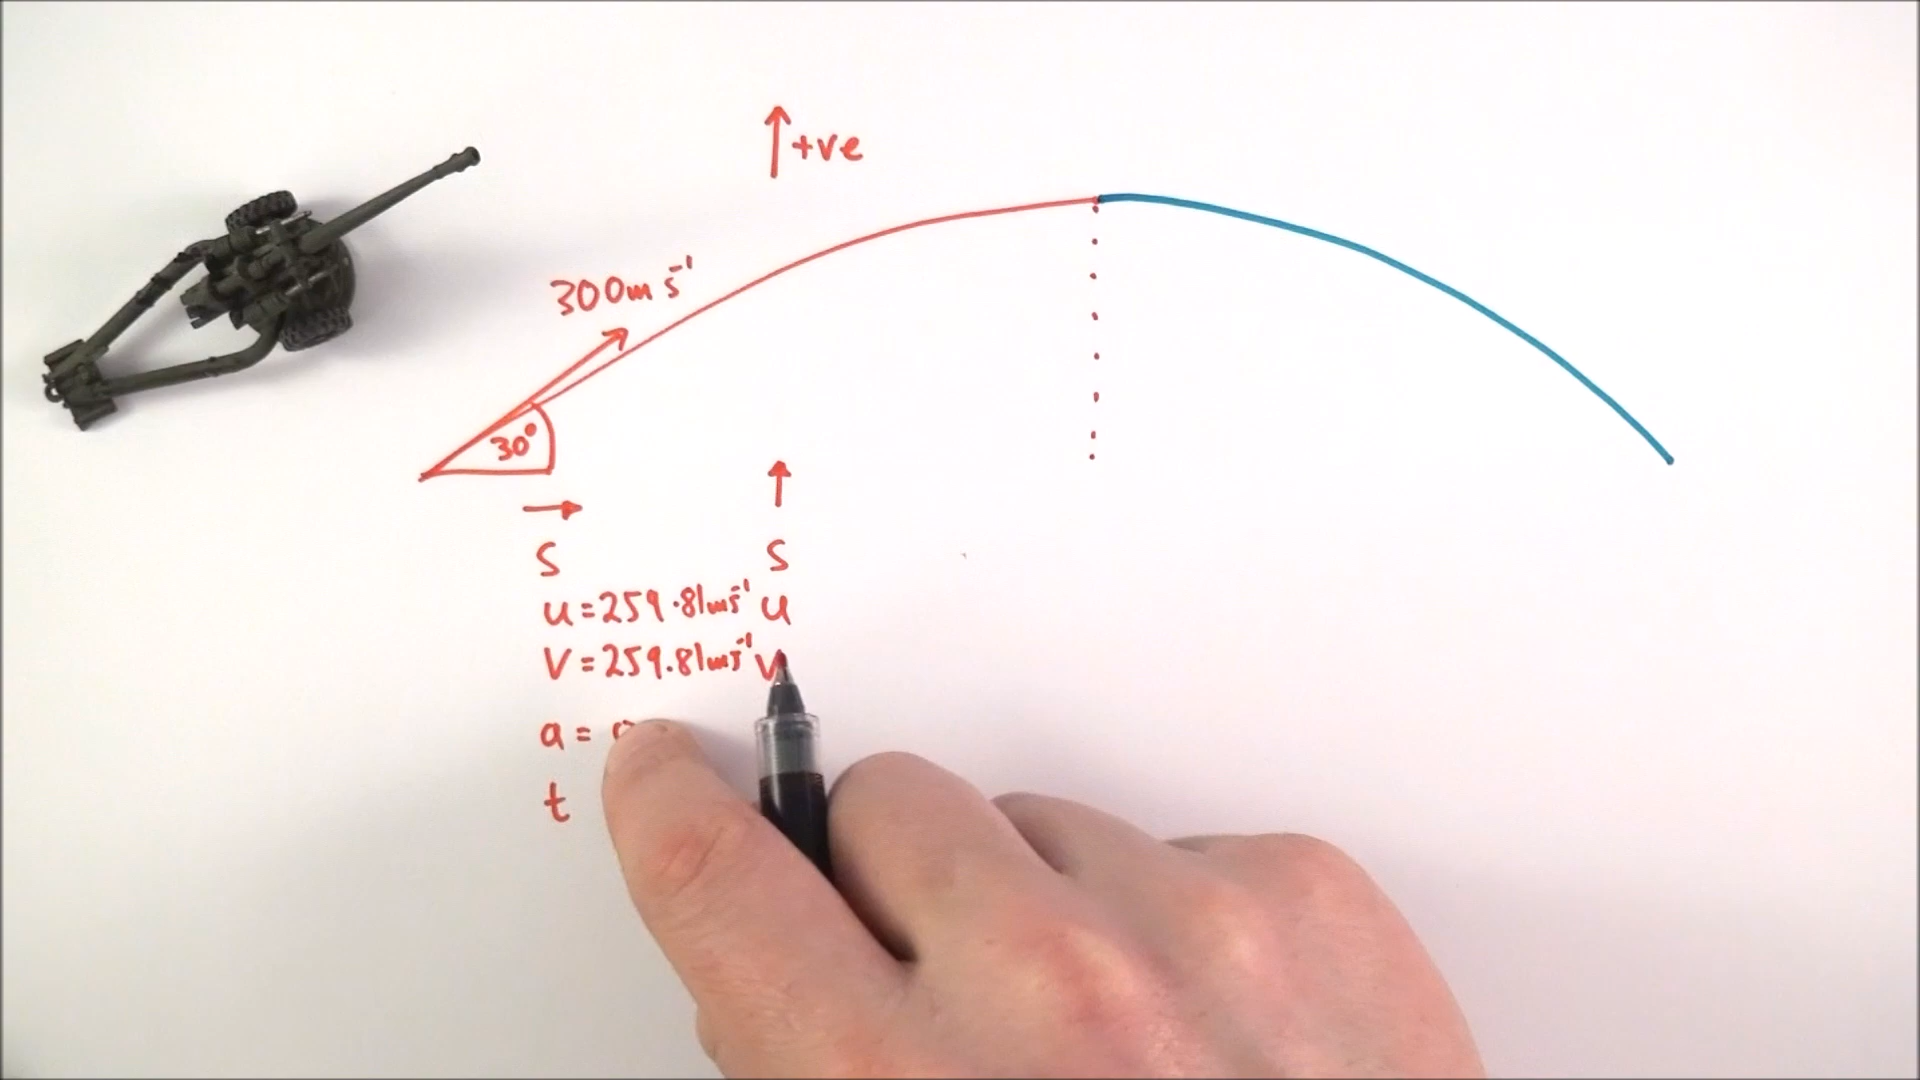 +ve
300ms⁻¹
30°
S S
u = 259.81ms⁻¹ u
v = 259.81ms⁻¹ v
a =
t